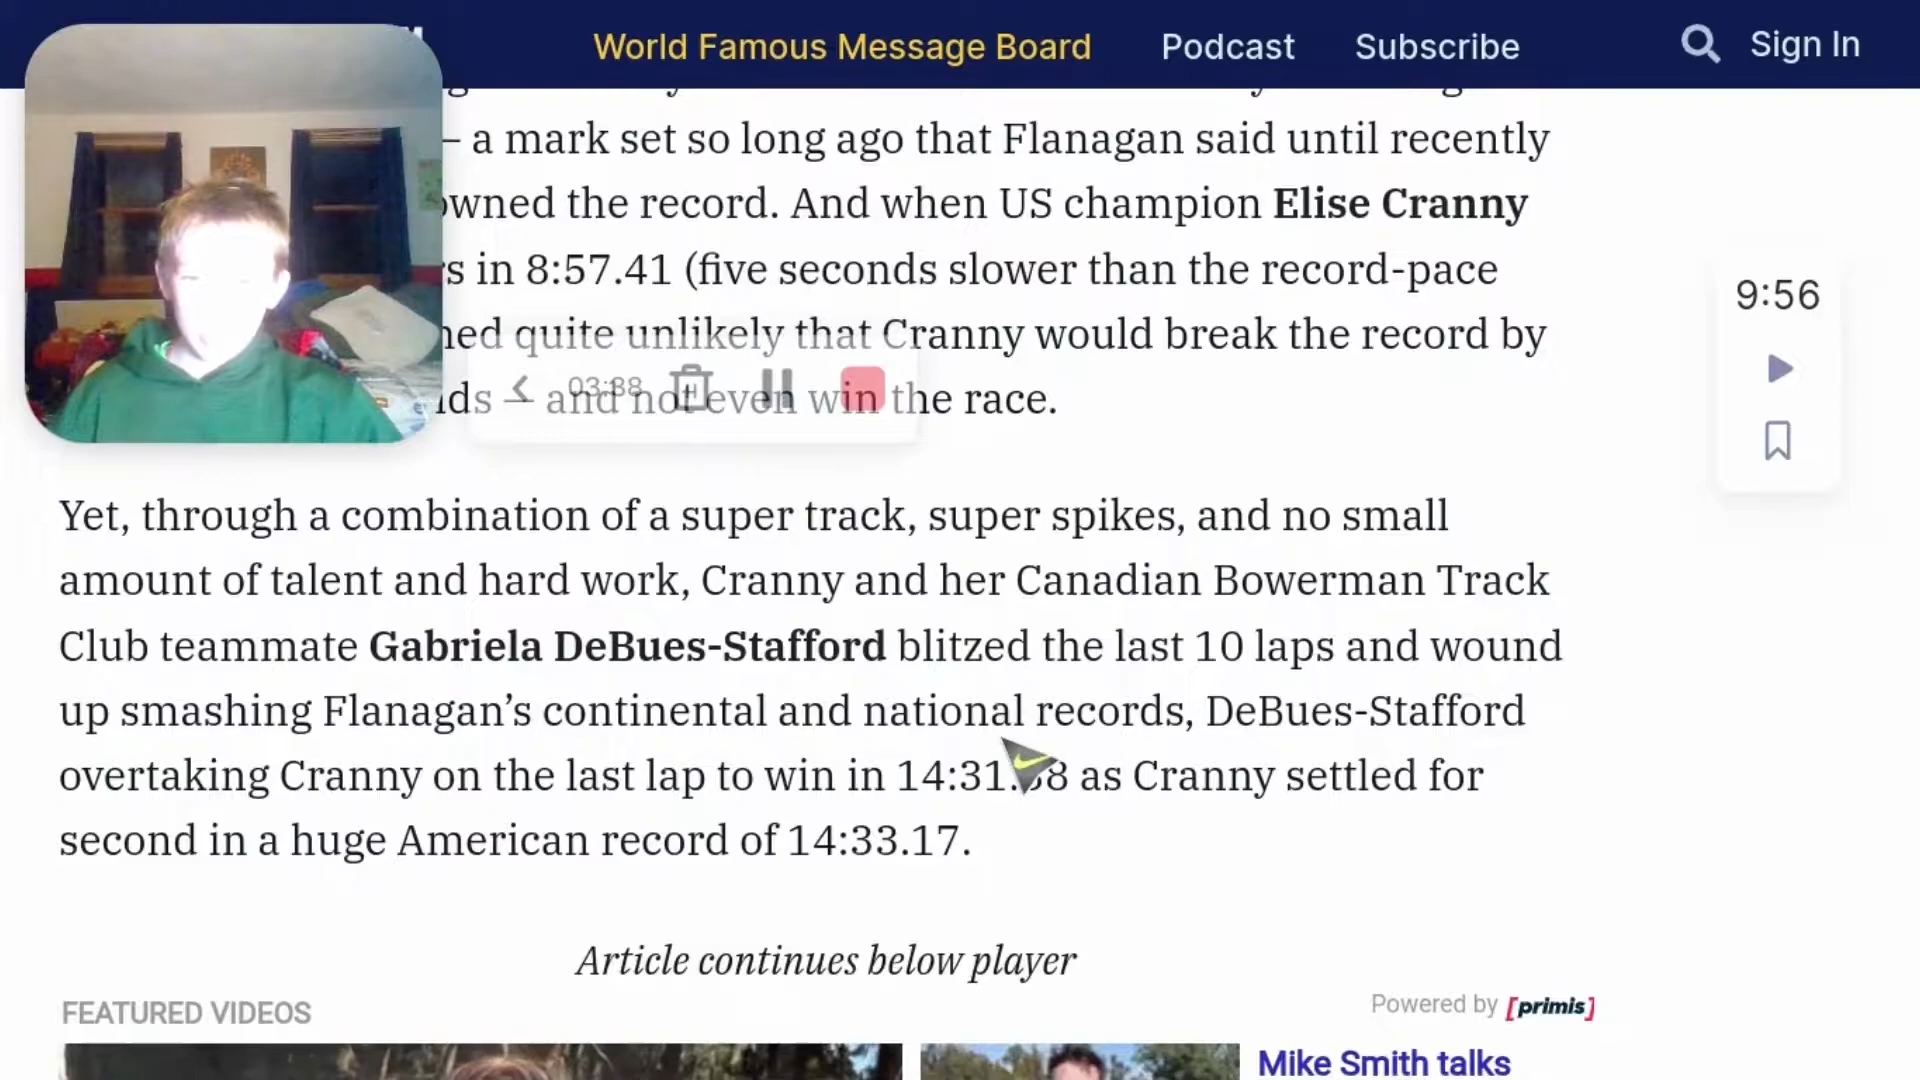 World Famous Message Board Podcast Subscribe Sign In
– a mark set so long ago that Flanagan said until recently
owned the record. And when US champion Elise Cranny
s in 8:57.41 (five seconds slower than the record-pace
9:56
ned quite unlikely that Cranny would break the record by
ds — and not even win the race.
Yet, through a combination of a super track, super spikes, and no small
amount of talent and hard work, Cranny and her Canadian Bowerman Track
Club teammate Gabriela DeBues-Stafford blitzed the last 10 laps and wound
up smashing Flanagan’s continental and national records, DeBues-Stafford
overtaking Cranny on the last lap to win in as Cranny settled for
second in a huge American record of 14:33.17.
Article continues below player
FEATURED VIDEOS
Powered by [primis]
Mike Smith talks